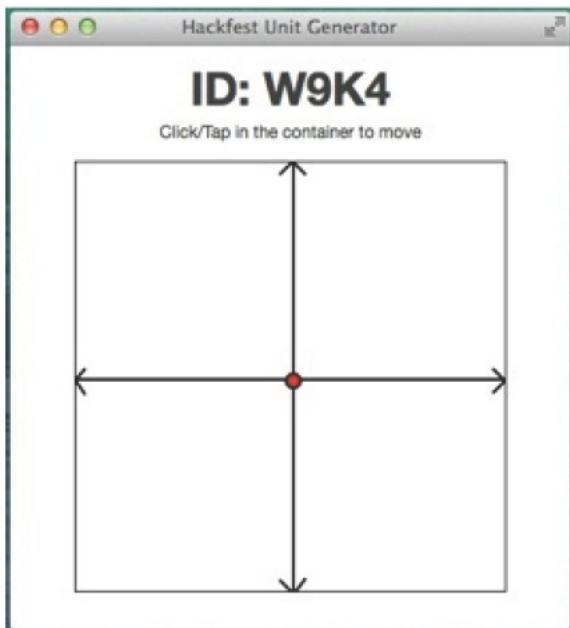 Hackfest Unit Generator
ID: W9K4
Click/Tap in the container to move